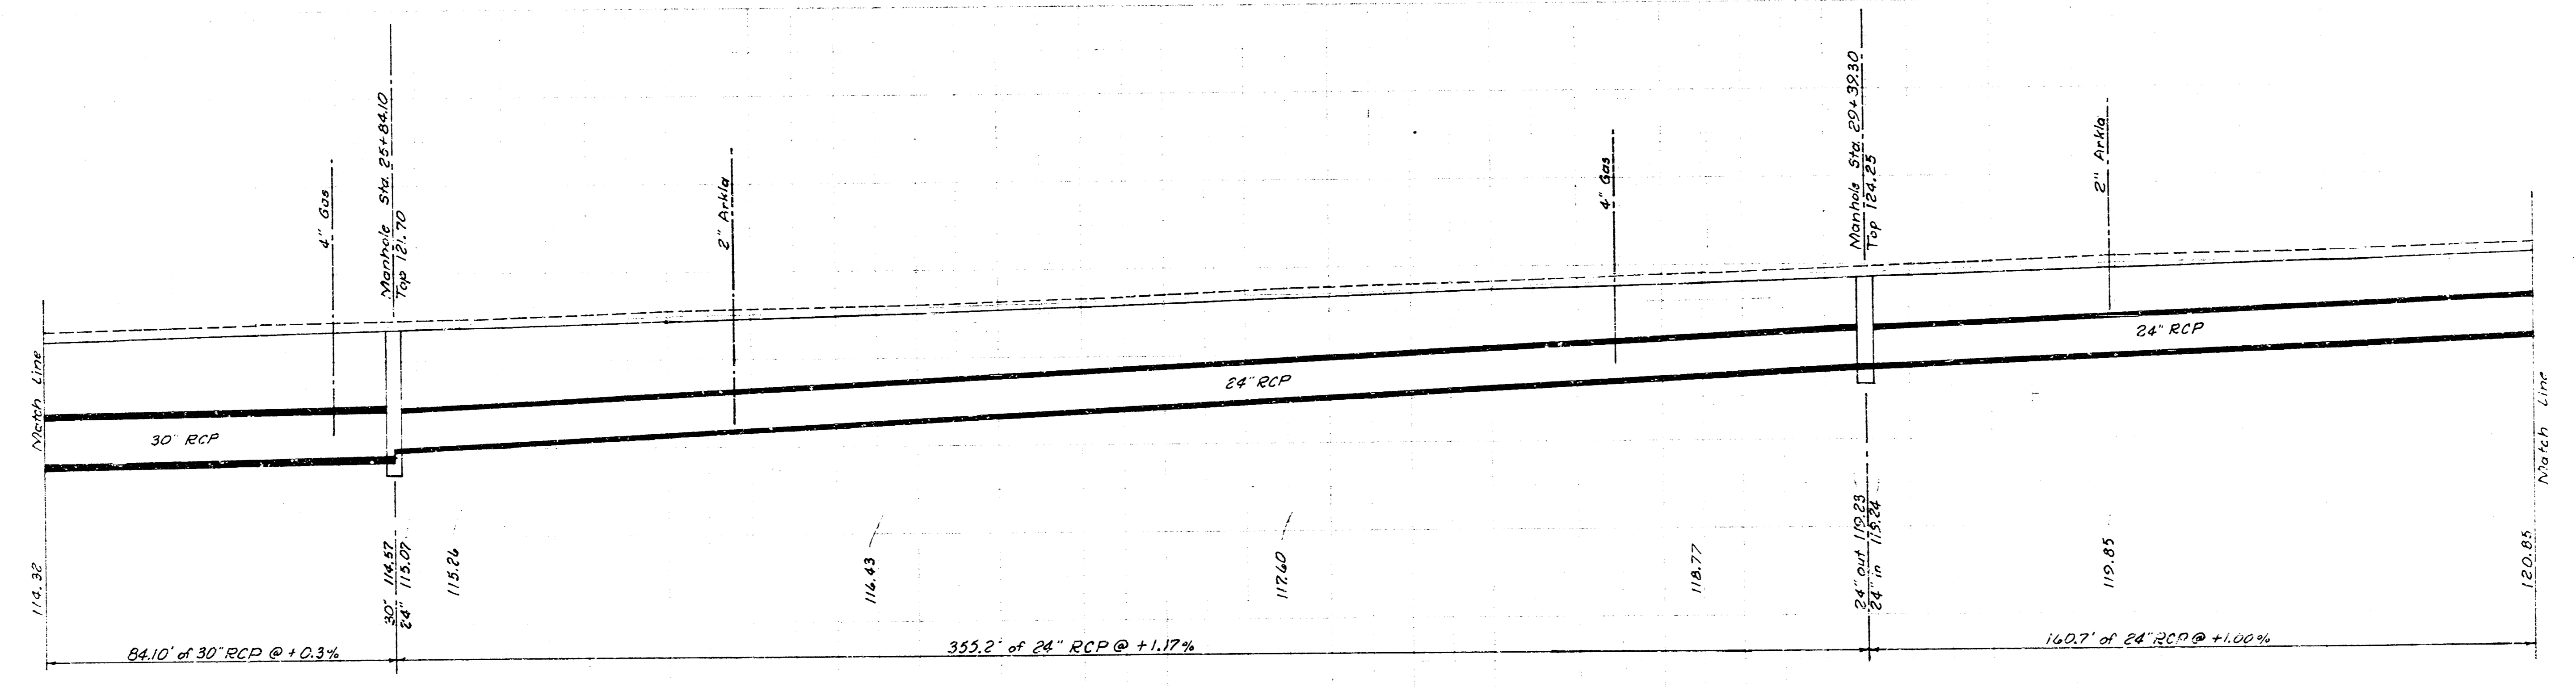 Match Line
4" Gas
Manhole Sta. 25+84.10
Top 121.70
2" Arkla
4" Gas
Manhole Sta. 29+39.30
Top 124.25
2" Arkla
Match Line
30" RCP
24" RCP
24" RCP
114.32
30" 114.57
24" 115.07
115.26
116.43
117.60
118.77
24" out 119.23
24" in 119.24
119.85
120.85
84.10' of 30" RCP @ +0.3%
355.2' of 24" RCP @ +1.17%
160.7' of 24" RCP @ +1.00%